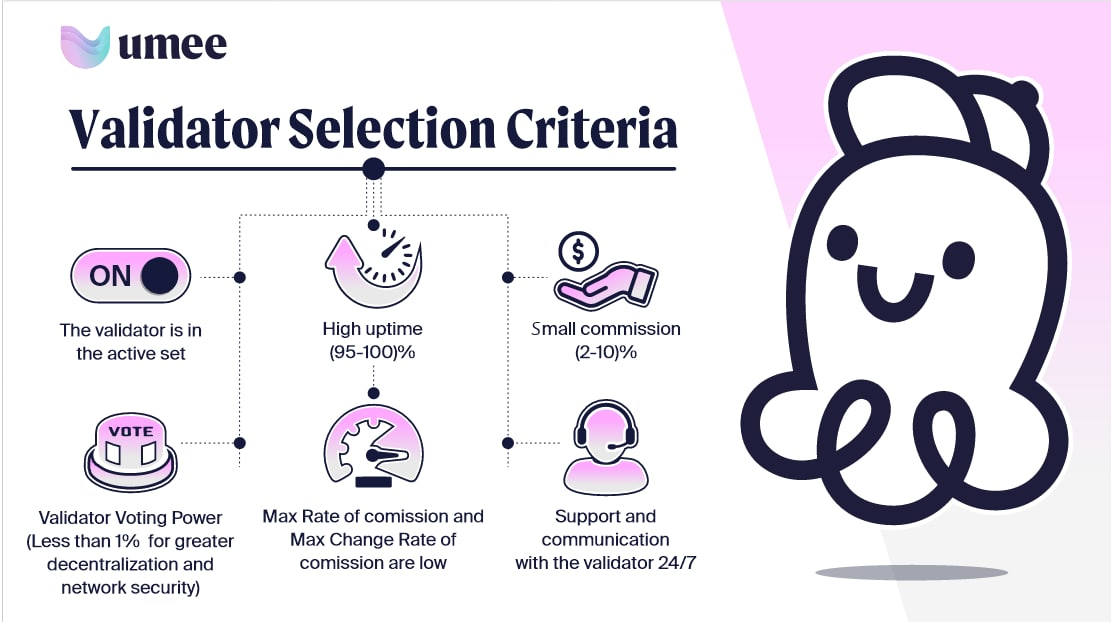 umee
Validator Selection Criteria
ON
The validator is in
the active set
High uptime
(95-100)%
$
Small commission
(2-10)%
VOTE
Validator Voting Power
(Less than 1% for greater
decentralization and
network security)
Max Rate of comission and
Max Change Rate of
comission are low
Support and
communication
with the validator 24/7